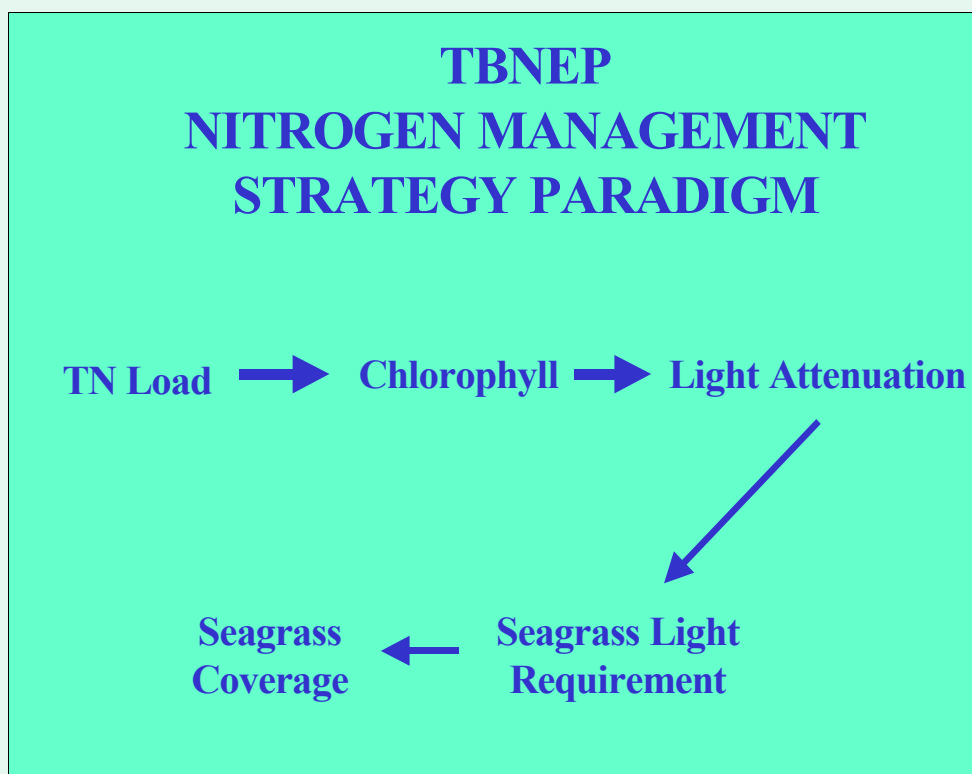 TBNEP
NITROGEN MANAGEMENT
STRATEGY PARADIGM
TN Load
Chlorophyll
Light Attenuation
Seagrass Light
Requirement
Seagrass
Coverage